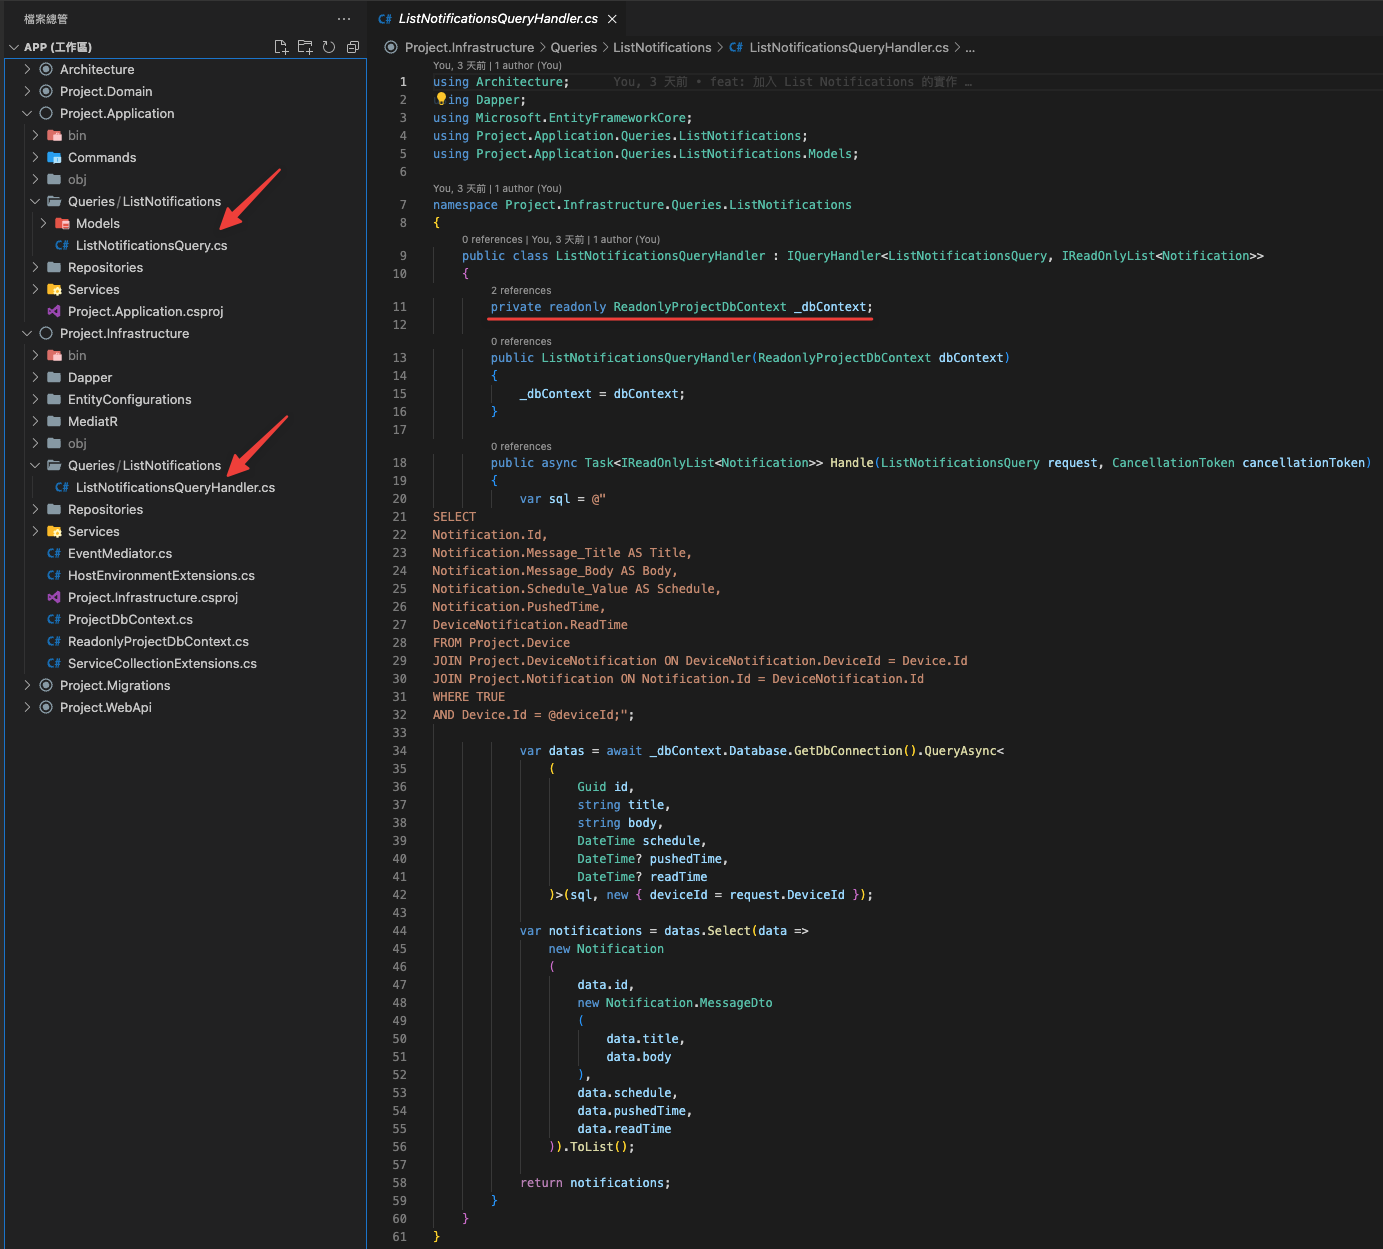 檔案總管
APP (工作區)
Architecture
Project.Domain
Project.Application
bin
Commands
obj
Queries/ListNotifications
Models
C# ListNotificationsQuery.cs
Repositories
Services
Project.Application.csproj
Project.Infrastructure
bin
Dapper
EntityConfigurations
MediatR
obj
Queries/ListNotifications
C# ListNotificationsQueryHandler.cs
Repositories
Services
C# EventMediator.cs
C# HostEnvironmentExtensions.cs
Project.Infrastructure.csproj
C# ProjectDbContext.cs
C# ReadonlyProjectDbContext.cs
C# ServiceCollectionExtensions.cs
Project.Migrations
Project.WebApi
C# ListNotificationsQueryHandler.cs
Project.Infrastructure > Queries > ListNotifications > C# ListNotificationsQueryHandler.cs > ...
You, 3 天前 | 1 author (You)
1 using Architecture; You, 3 天前 • feat: 加入 List Notifications 的實作 …
2 ing Dapper;
3 using Microsoft.EntityFrameworkCore;
4 using Project.Application.Queries.ListNotifications;
5 using Project.Application.Queries.ListNotifications.Models;
6
You, 3 天前 | 1 author (You)
7 namespace Project.Infrastructure.Queries.ListNotifications
8 {
0 references | You, 3 天前 | 1 author (You)
9 public class ListNotificationsQueryHandler : IQueryHandler<ListNotificationsQuery, IReadOnlyList<Notification>>
10 {
2 references
11 private readonly ReadonlyProjectDbContext _dbContext;
12
0 references
13 public ListNotificationsQueryHandler(ReadonlyProjectDbContext dbContext)
14 {
15 _dbContext = dbContext;
16 }
17
0 references
18 public async Task<IReadOnlyList<Notification>> Handle(ListNotificationsQuery request, CancellationToken cancellationToken)
19 {
20 var sql = @"
21 SELECT
22 Notification.Id,
23 Notification.Message_Title AS Title,
24 Notification.Message_Body AS Body,
25 Notification.Schedule_Value AS Schedule,
26 Notification.PushedTime,
27 DeviceNotification.ReadTime
28 FROM Project.Device
29 JOIN Project.DeviceNotification ON DeviceNotification.DeviceId = Device.Id
30 JOIN Project.Notification ON Notification.Id = DeviceNotification.Id
31 WHERE TRUE
32 AND Device.Id = @deviceId;";
33
34 var datas = await _dbContext.Database.GetDbConnection().QueryAsync<
35 (
36 Guid id,
37 string title,
38 string body,
39 DateTime schedule,
40 DateTime? pushedTime,
41 DateTime? readTime
42 )>(sql, new { deviceId = request.DeviceId });
43
44 var notifications = datas.Select(data =>
45 new Notification
46 (
47 data.id,
48 new Notification.MessageDto
49 (
50 data.title,
51 data.body
52 ),
53 data.schedule,
54 data.pushedTime,
55 data.readTime
56 )).ToList();
57
58 return notifications;
59 }
60 }
61 }